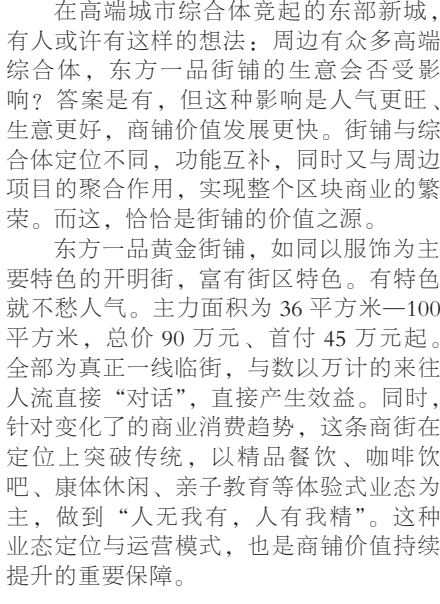 在高端城市综合体竞起的东部新城，
有人或许有这样的想法：周边有众多高端
综合体，东方一品街铺的生意会否受影
响？答案是有，但这种影响是人气更旺、
生意更好，商铺价值发展更快。街铺与综
合体定位不同，功能互补，同时又与周边
项目的聚合作用，实现整个区块商业的繁
荣。而这，恰恰是街铺的价值之源。
东方一品黄金街铺，如同以服饰为主
要特色的开明街，富有街区特色。有特色
就不愁人气。主力面积为 36 平方米—100
平方米，总价 90 万元、首付 45 万元起。
全部为真正一线临街，与数以万计的来往
人流直接“对话”，直接产生效益。同时，
针对变化了的商业消费趋势，这条商街在
定位上突破传统，以精品餐饮、咖啡饮
吧、康体休闲、亲子教育等体验式业态为
主，做到“人无我有，人有我精”。这种
业态定位与运营模式，也是商铺价值持续
提升的重要保障。